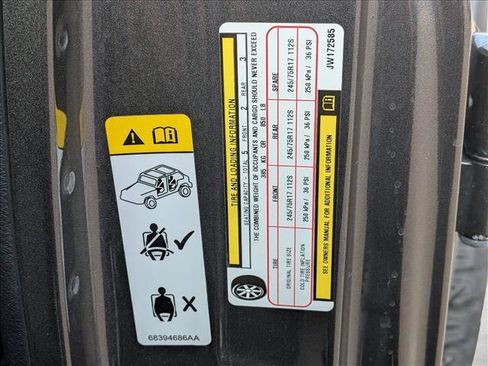 TIRE AND LOADING INFORMATION
SEATING CAPACITY - TOTAL 5 FRONT 2 REAR 3
THE COMBINED WEIGHT OF OCCUPANTS AND CARGO SHOULD NEVER EXCEED
385 KG OR 850 LB
TIRE FRONT REAR SPARE
ORIGINAL TIRE SIZE 245/75R17 112S 245/75R17 112S 245/75R17 112S
COLD TIRE INFLATION PRESSURE 250 kPa / 36 PSI 250 kPa / 36 PSI 250 kPa / 36 PSI
SEE OWNERS MANUAL FOR ADDITIONAL INFORMATION
JW172585
68394686AA